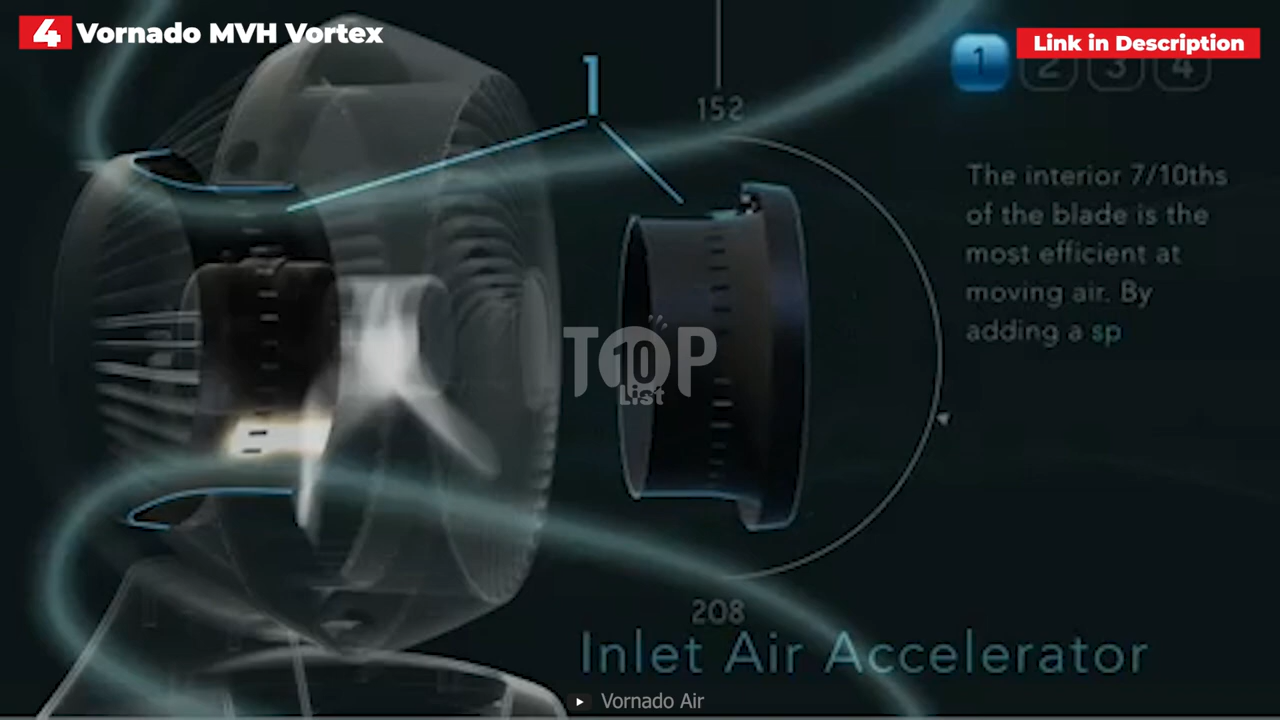 4 Vornado MVH Vortex
Link in Description
1
1 2 3 4
152
The interior 7/10ths
of the blade is the
most efficient at
moving air. By
adding a sp
TOP
10
List
208
Inlet Air Accelerator
Vornado Air